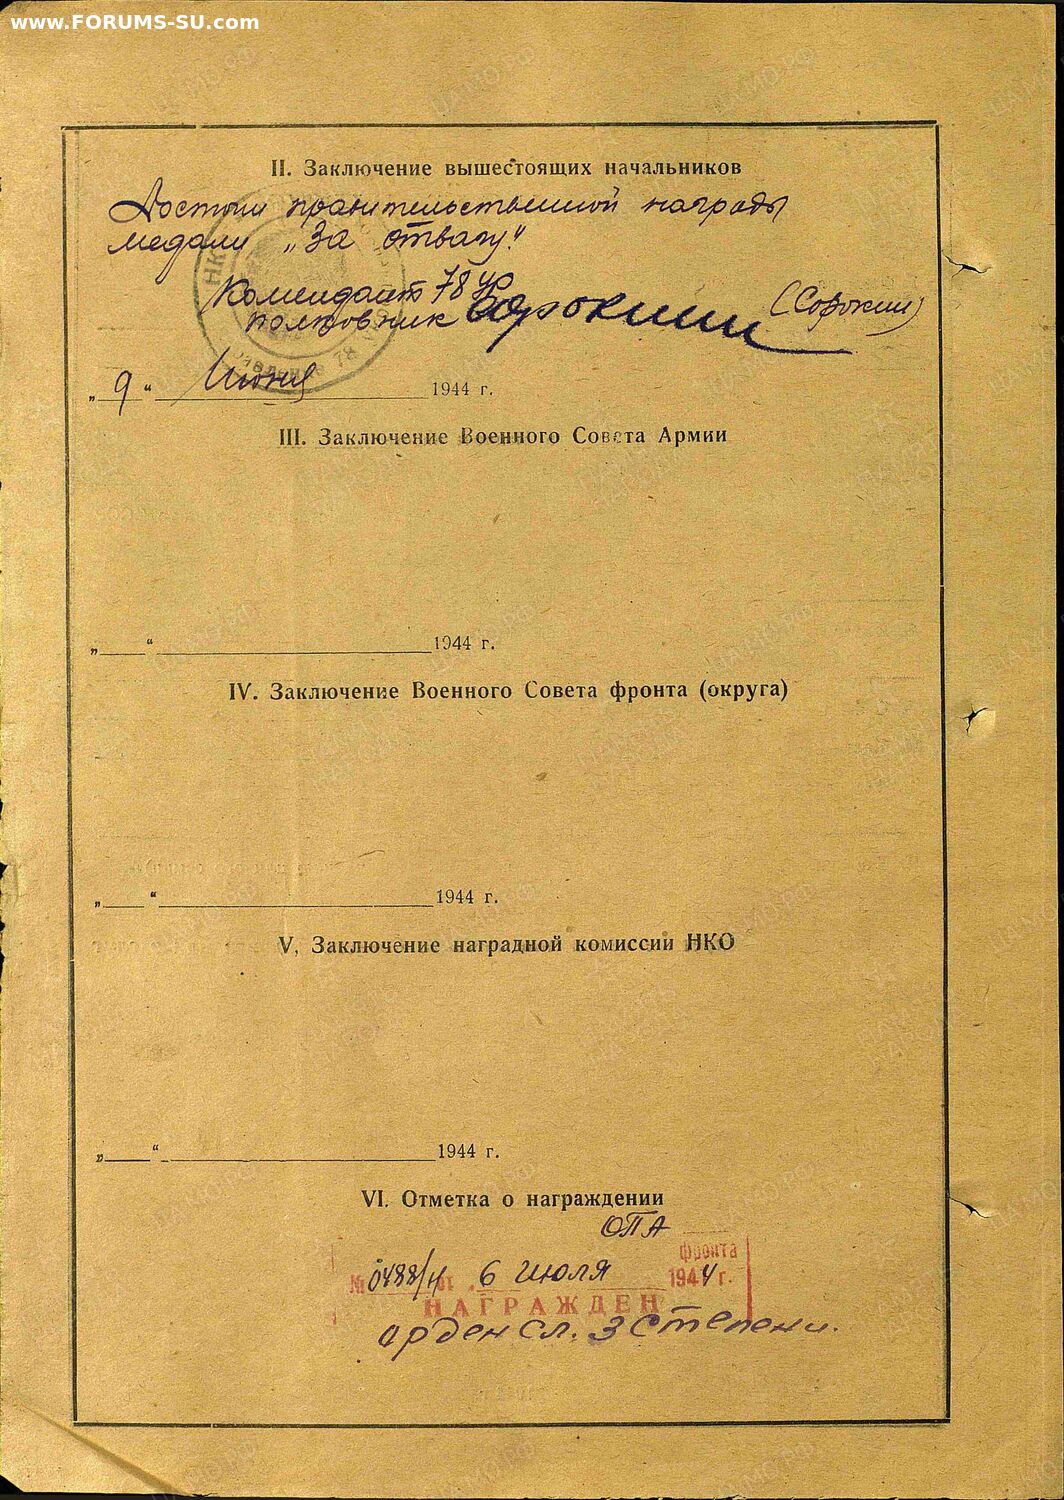 www.FORUMS-SU.com
II. Заключение вышестоящих начальников
Достоин правительственной награды
медали „За отвагу“
Комендант 78 УР
полковник Сорокин (Сорокин)
„9“ Июня 1944 г.
III. Заключение Военного Совета Армии
„ “ 1944 г.
IV. Заключение Военного Совета фронта (округа)
„ “ 1944 г.
V. Заключение наградной комиссии НКО
„ “ 1944 г.
VI. Отметка о награждении
ОПА
фронта
№ 0488/н от 6 июля 1944 г.
НАГРАЖДЕН
орден сл. 3 степени.